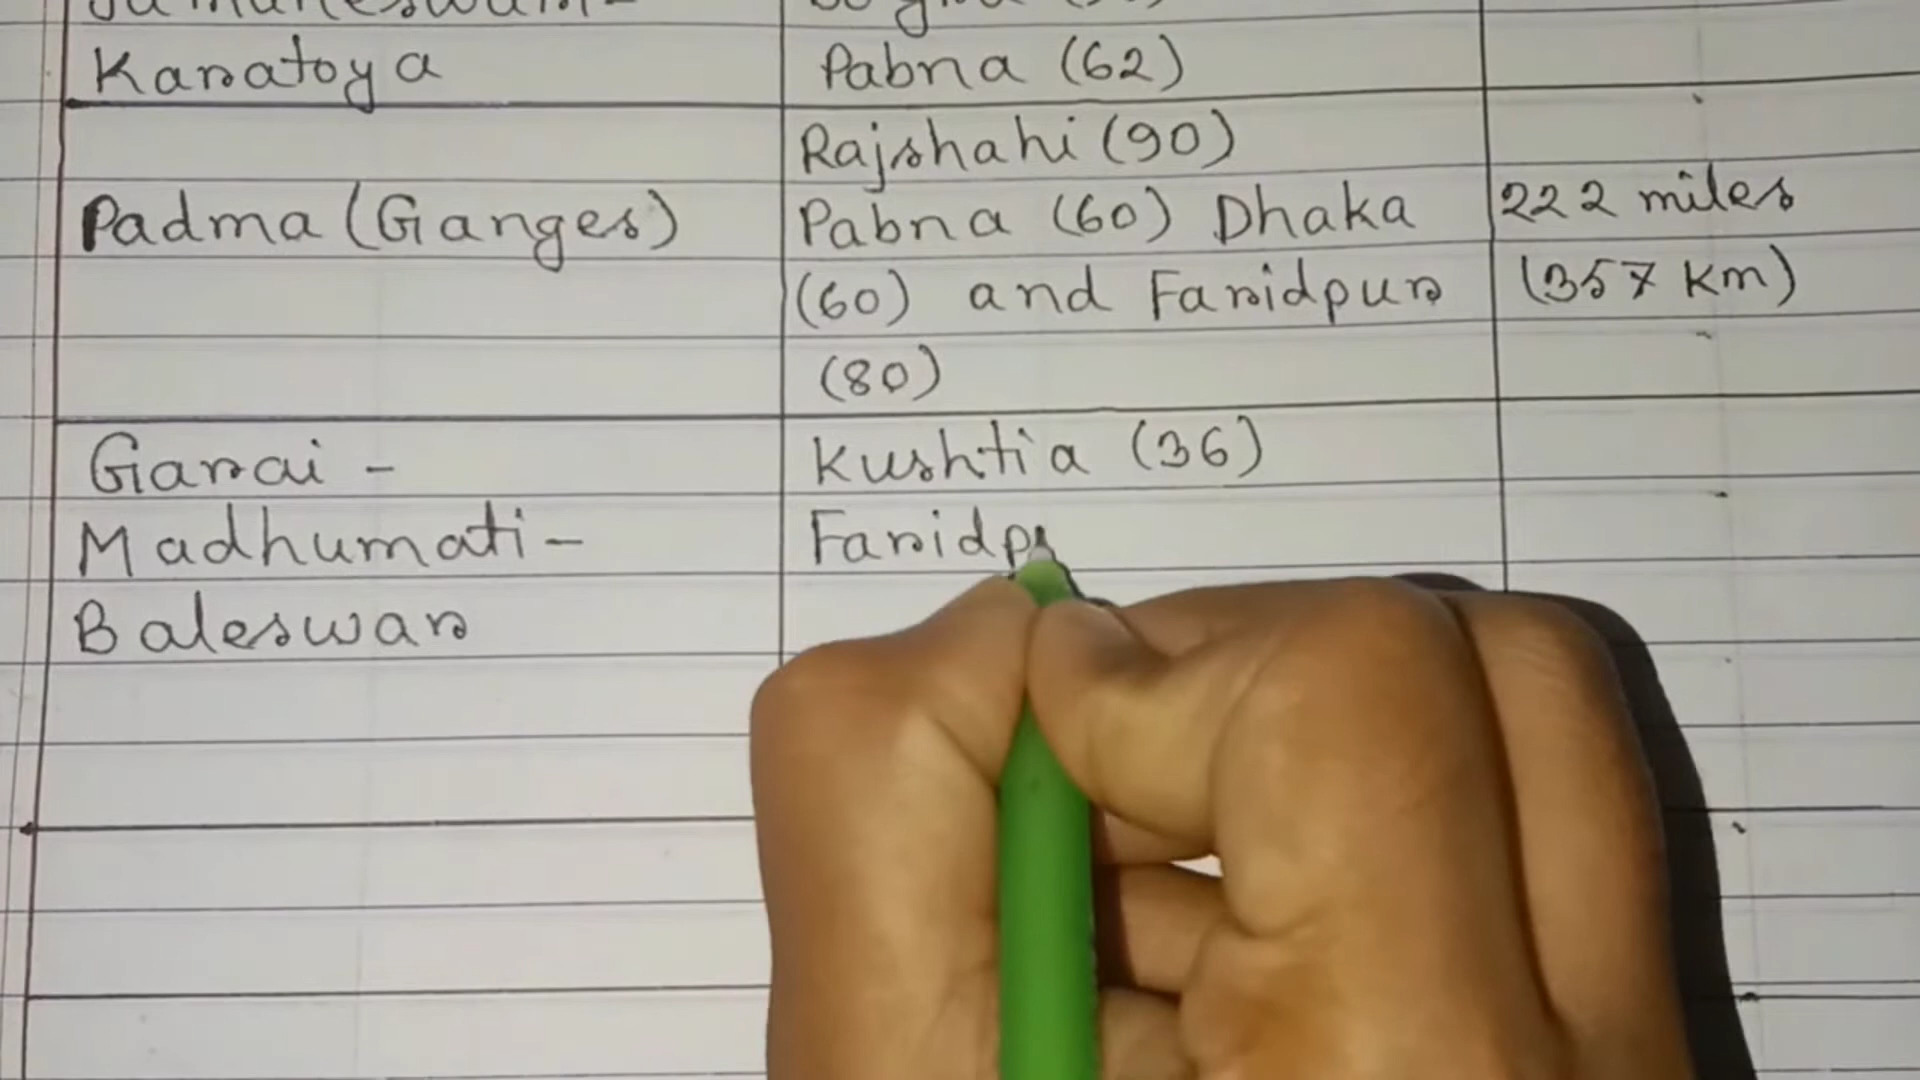 Karatoya Pabna (62)
Rajshahi (90)
Padma (Ganges) Pabna (60) Dhaka 222 miles
(60) and Faridpur (357 km)
(80)
Garai - Kushtia (36)
Madhumati - Faridp
Baleswar